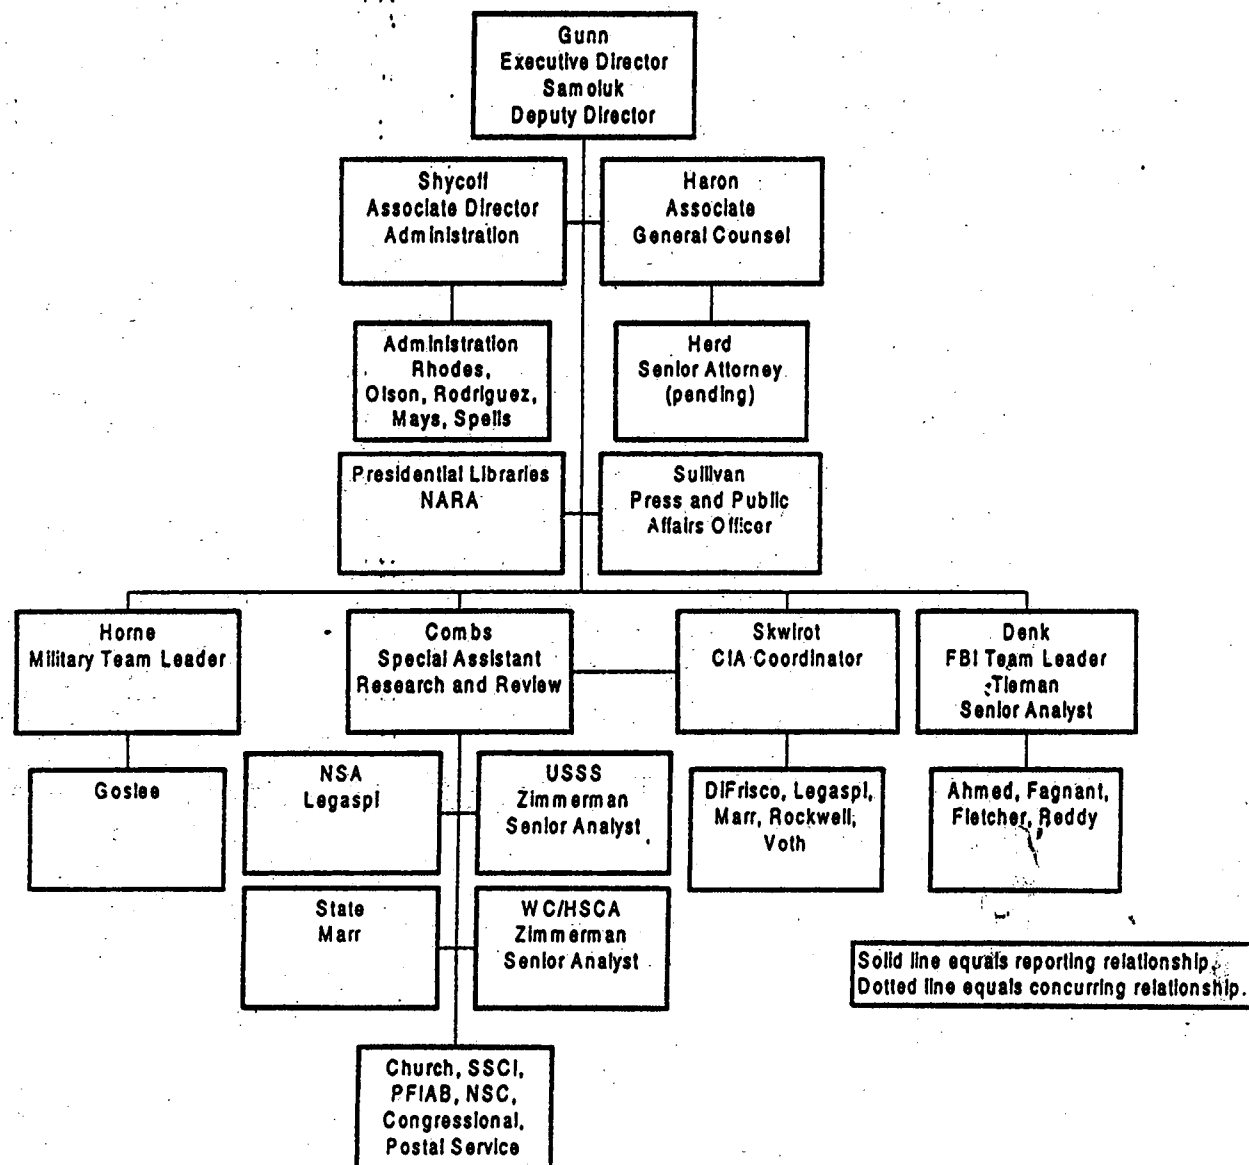 Gunn
Executive Director
Samoluk
Deputy Director
Shycoff
Associate Director
Administration
Haron
Associate
General Counsel
Administration
Rhodes,
Olson, Rodriguez,
Mays, Spells
Herd
Senior Attorney
(pending)
Presidential Libraries
NARA
Sullivan
Press and Public
Affairs Officer
Horne
Military Team Leader
Combs
Special Assistant
Research and Review
Skwirot
CIA Coordinator
Denk
FBI Team Leader
Tiernan
Senior Analyst
Goslee
NSA
Legaspi
USSS
Zimmerman
Senior Analyst
DiFrisco, Legaspi,
Marr, Rockwell,
Voth
Ahmed, Fagnant,
Fletcher, Reddy
State
Marr
WC/HSCA
Zimmerman
Senior Analyst
Solid line equals reporting relationship.
Dotted line equals concurring relationship.
Church, SSCI,
PFIAB, NSC,
Congressional,
Postal Service